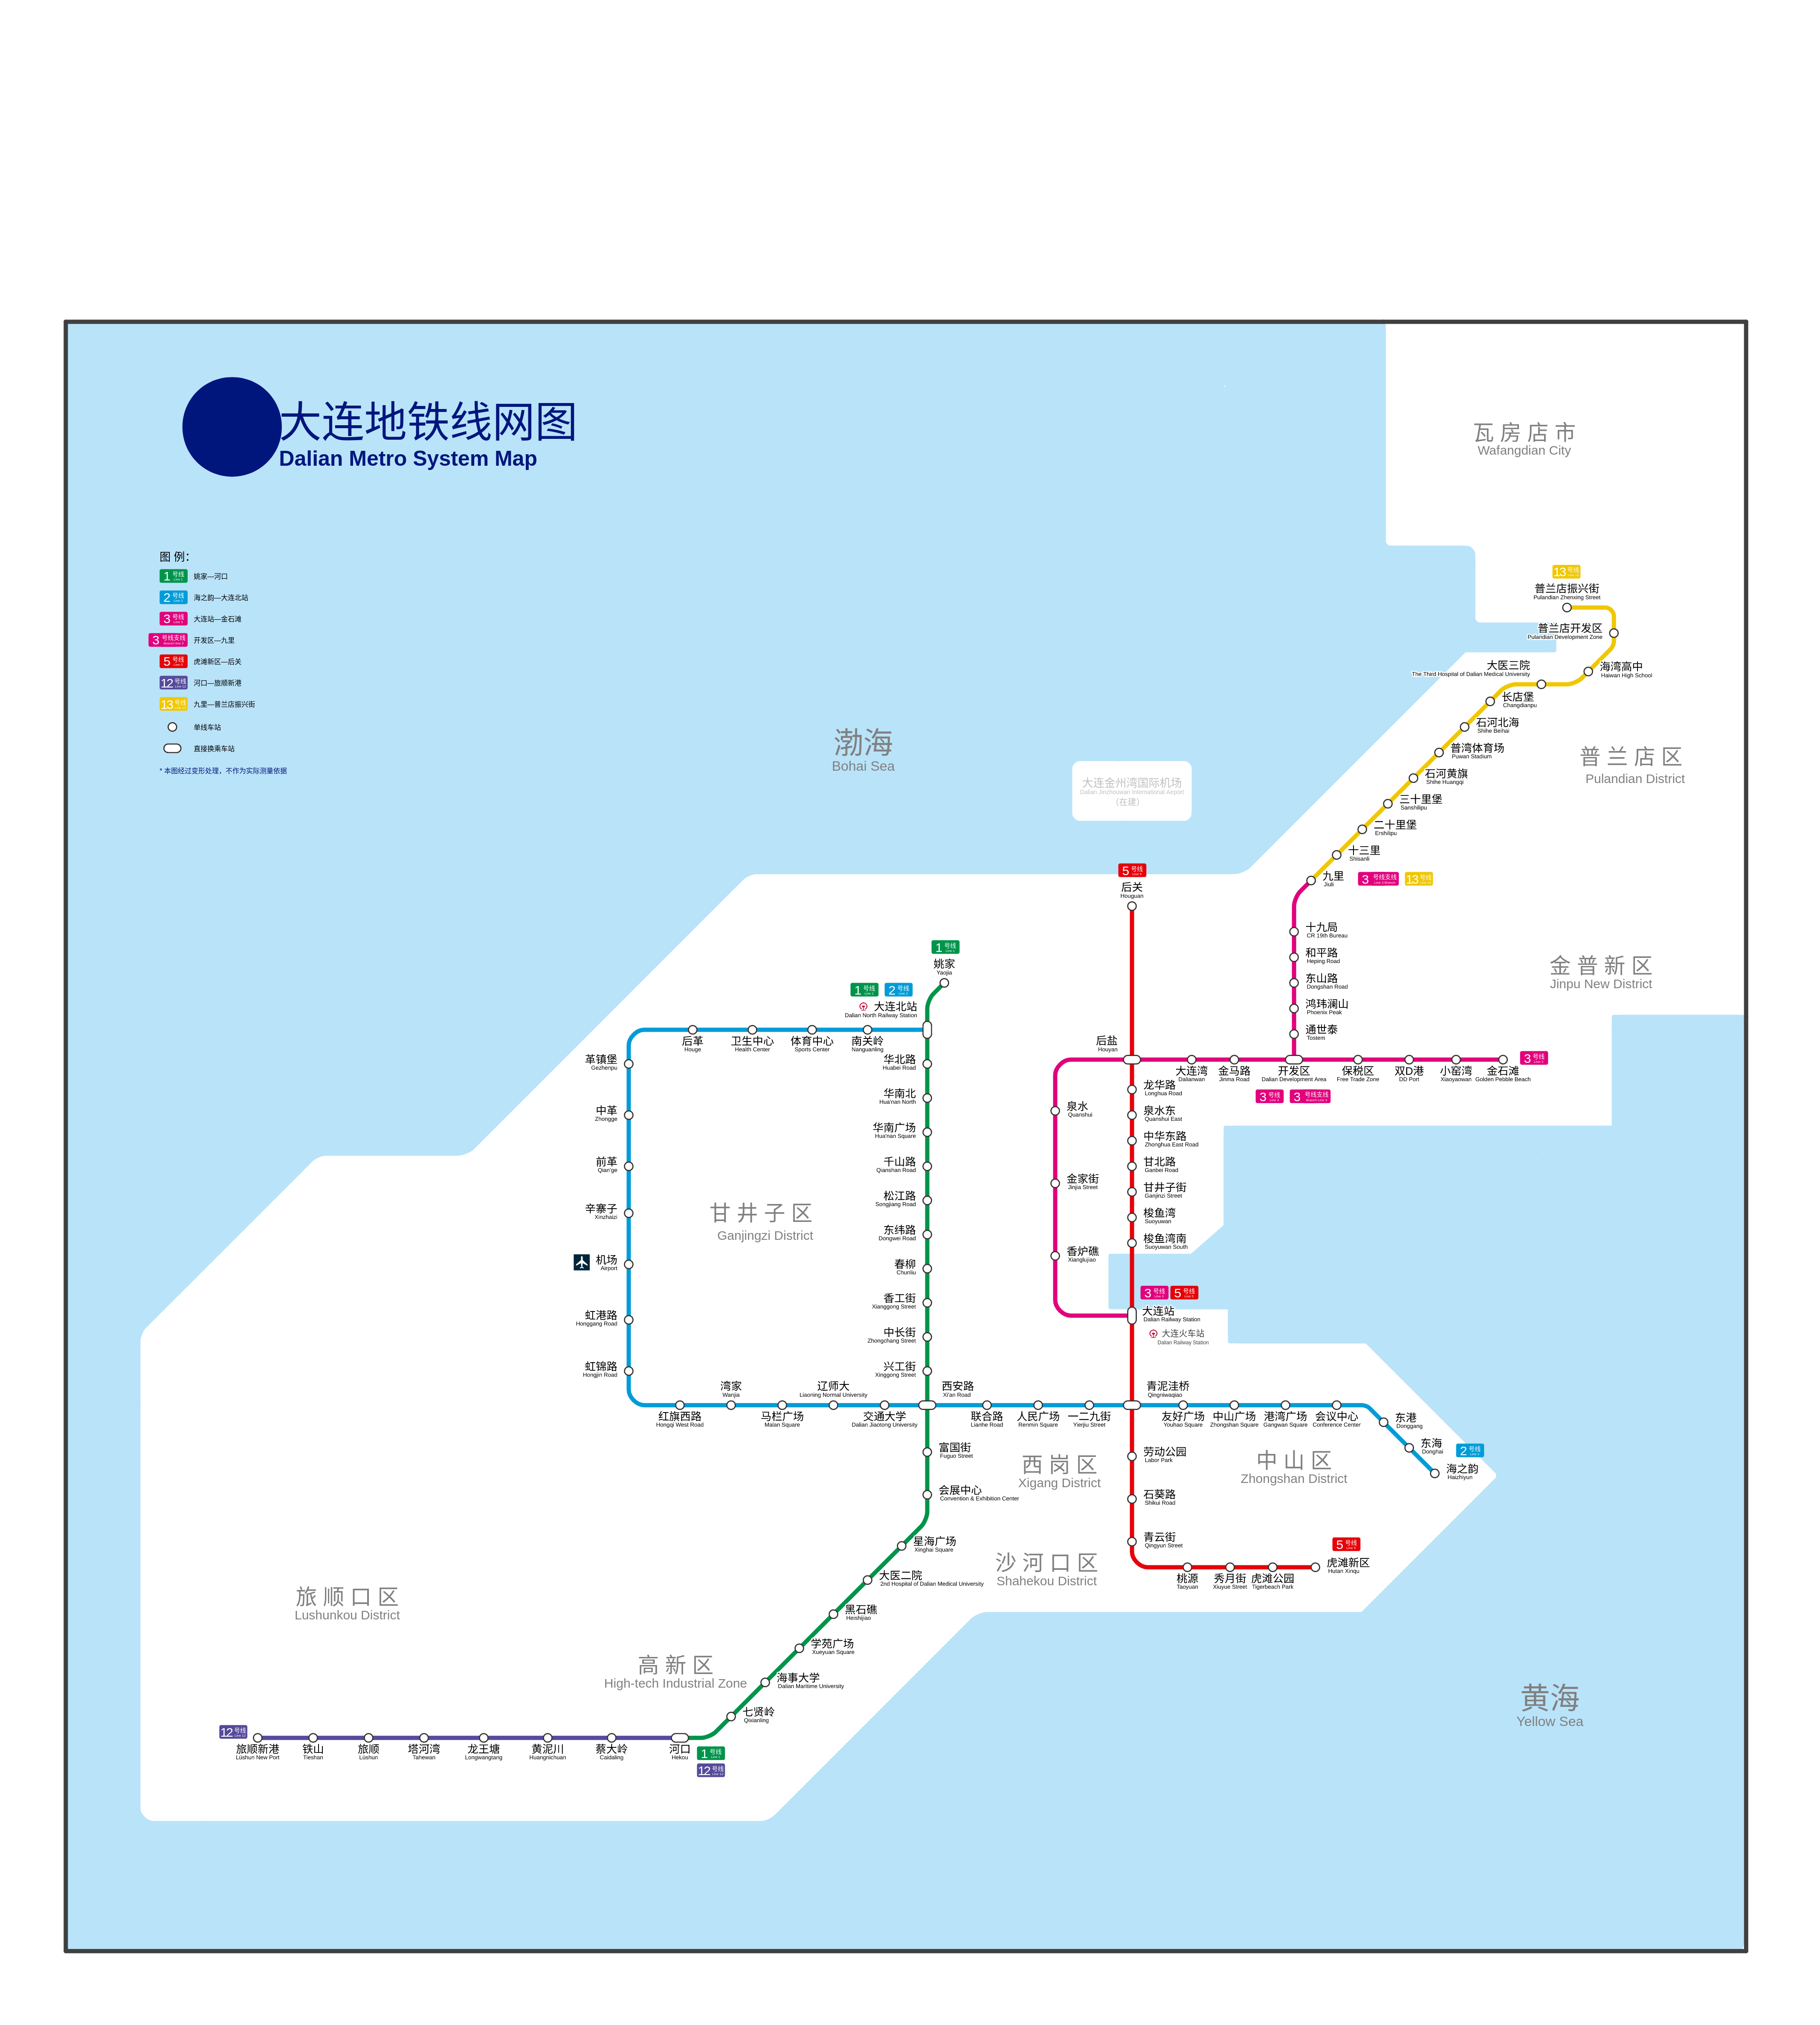 大连地铁线网图
Dalian Metro System Map
瓦房店市
Wafangdian City
图 例：
1 号线 Line 1 姚家—河口
2 号线 Line 2 海之韵—大连北站
3 号线 Line 3 大连站—金石滩
3 号线支线 开发区—九里
5 号线 Line 5 虎滩新区—后关
12 号线 Line 12 河口—旅顺新港
13 号线 九里—普兰店振兴街
单线车站
直接换乘车站
* 本图经过变形处理，不作为实际测量依据
13 号线
普兰店振兴街
Pulandian Zhenxing Street
普兰店开发区
Pulandian Development Zone
大医三院
The Third Hospital of Dalian Medical University
海湾高中
Haiwan High School
长店堡
Changdianpu
石河北海
Shihe Beihai
普湾体育场
Puwan Stadium
石河黄旗
Shihe Huangqi
三十里堡
Sanshilipu
二十里堡
Ershilipu
十三里
Shisanli
九里
Jiuli
3 号线支线
13 号线
普兰店区
Pulandian District
渤海
Bohai Sea
大连金州湾国际机场
Dalian Jinzhouwan International Airport
（在建）
5 号线 Line 5
后关
Houguan
十九局
CR 19th Bureau
和平路
Heping Road
东山路
Dongshan Road
鸿玮澜山
Phoenix Peak
通世泰
Tostem
金普新区
Jinpu New District
1 号线 Line 1
姚家
Yaojia
1 号线 Line 1
2 号线 Line 2
大连北站
Dalian North Railway Station
后革
Houge
卫生中心
Health Center
体育中心
Sports Center
南关岭
Nanguanling
后盐
Houyan
大连湾
Dalianwan
金马路
Jinma Road
开发区
Dalian Development Area
保税区
Free Trade Zone
双D港
DD Port
小窑湾
Xiaoyaowan
金石滩
Golden Pebble Beach
3 号线 Line 3
3 号线 Line 3
3 号线支线
革镇堡
Gezhenpu
中革
Zhongge
前革
Qian'ge
辛寨子
Xinzhaizi
机场
Airport
虹港路
Honggang Road
虹锦路
Hongjin Road
华北路
Huabei Road
华南北
Hua'nan North
华南广场
Hua'nan Square
千山路
Qianshan Road
松江路
Songjiang Road
东纬路
Dongwei Road
春柳
Chunliu
香工街
Xianggong Street
中长街
Zhongchang Street
兴工街
Xinggong Street
甘井子区
Ganjingzi District
泉水
Quanshui
金家街
Jinjia Street
香炉礁
Xianglujiao
龙华路
Longhua Road
泉水东
Quanshui East
中华东路
Zhonghua East Road
甘北路
Ganbei Road
甘井子街
Ganjinzi Street
梭鱼湾
Suoyuwan
梭鱼湾南
Suoyuwan South
3 号线 Line 3
5 号线 Line 5
大连站
Dalian Railway Station
大连火车站
Dalian Railway Station
红旗西路
Hongqi West Road
湾家
Wanjia
马栏广场
Malan Square
辽师大
Liaoning Normal University
交通大学
Dalian Jiaotong University
西安路
Xi'an Road
联合路
Lianhe Road
人民广场
Renmin Square
一二九街
Yierjiu Street
青泥洼桥
Qingniwaqiao
友好广场
Youhao Square
中山广场
Zhongshan Square
港湾广场
Gangwan Square
会议中心
Conference Center
东港
Donggang
东海
Donghai
2 号线 Line 2
海之韵
Haizhiyun
富国街
Fuguo Street
会展中心
Convention & Exhibition Center
星海广场
Xinghai Square
大医二院
2nd Hospital of Dalian Medical University
黑石礁
Heishijiao
学苑广场
Xueyuan Square
海事大学
Dalian Maritime University
七贤岭
Qixianling
西岗区
Xigang District
中山区
Zhongshan District
沙河口区
Shahekou District
劳动公园
Labor Park
石葵路
Shikui Road
青云街
Qingyun Street
桃源
Taoyuan
秀月街
Xiuyue Street
虎滩公园
Tigerbeach Park
5 号线 Line 5
虎滩新区
Hutan Xinqu
旅顺口区
Lushunkou District
高新区
High-tech Industrial Zone
黄海
Yellow Sea
12 号线 Line 12
旅顺新港
Lüshun New Port
铁山
Tieshan
旅顺
Lüshun
塔河湾
Tahewan
龙王塘
Longwangtang
黄泥川
Huangnichuan
蔡大岭
Caidaling
河口
Hekou
1 号线 Line 1
12 号线 Line 12